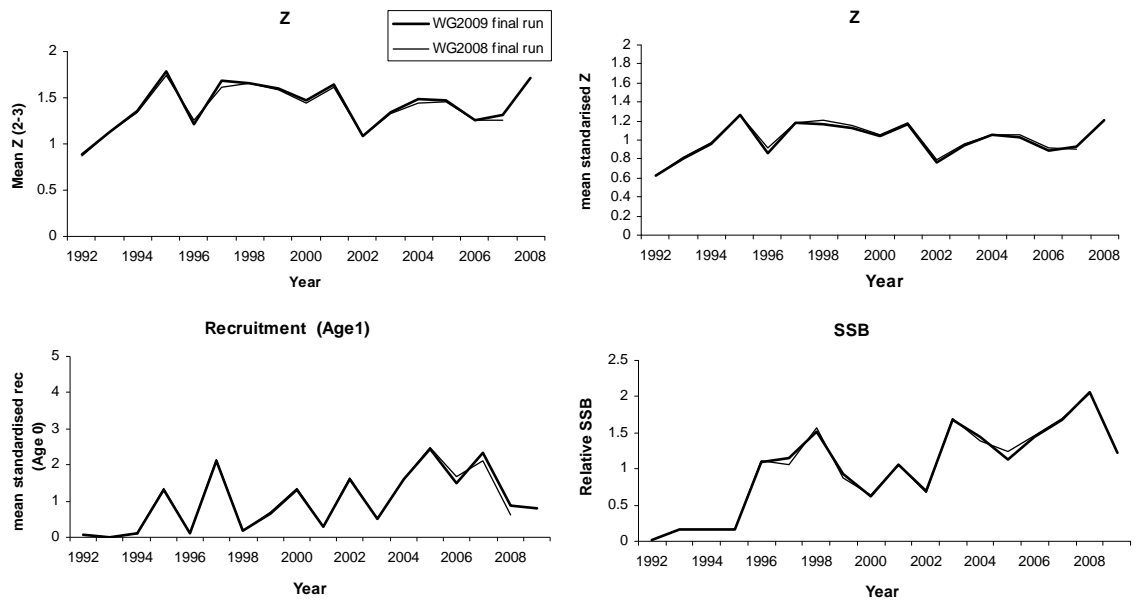 Z
WG2009 final run
WG2008 final run
Mean Z (2-3)
2
1.5
1
0.5
0
1992 1994 1996 1998 2000 2002 2004 2006 2008
Year
Z
mean standarised Z
2
1.8
1.6
1.4
1.2
1
0.8
0.6
0.4
0.2
0
1992 1994 1996 1998 2000 2002 2004 2006 2008
Year
Recruitment (Age1)
mean standardised rec
(Age 0)
5
4
3
2
1
0
1992 1994 1996 1998 2000 2002 2004 2006 2008
Year
SSB
Relative SSB
2.5
2
1.5
1
0.5
0
1992 1994 1996 1998 2000 2002 2004 2006 2008
Year